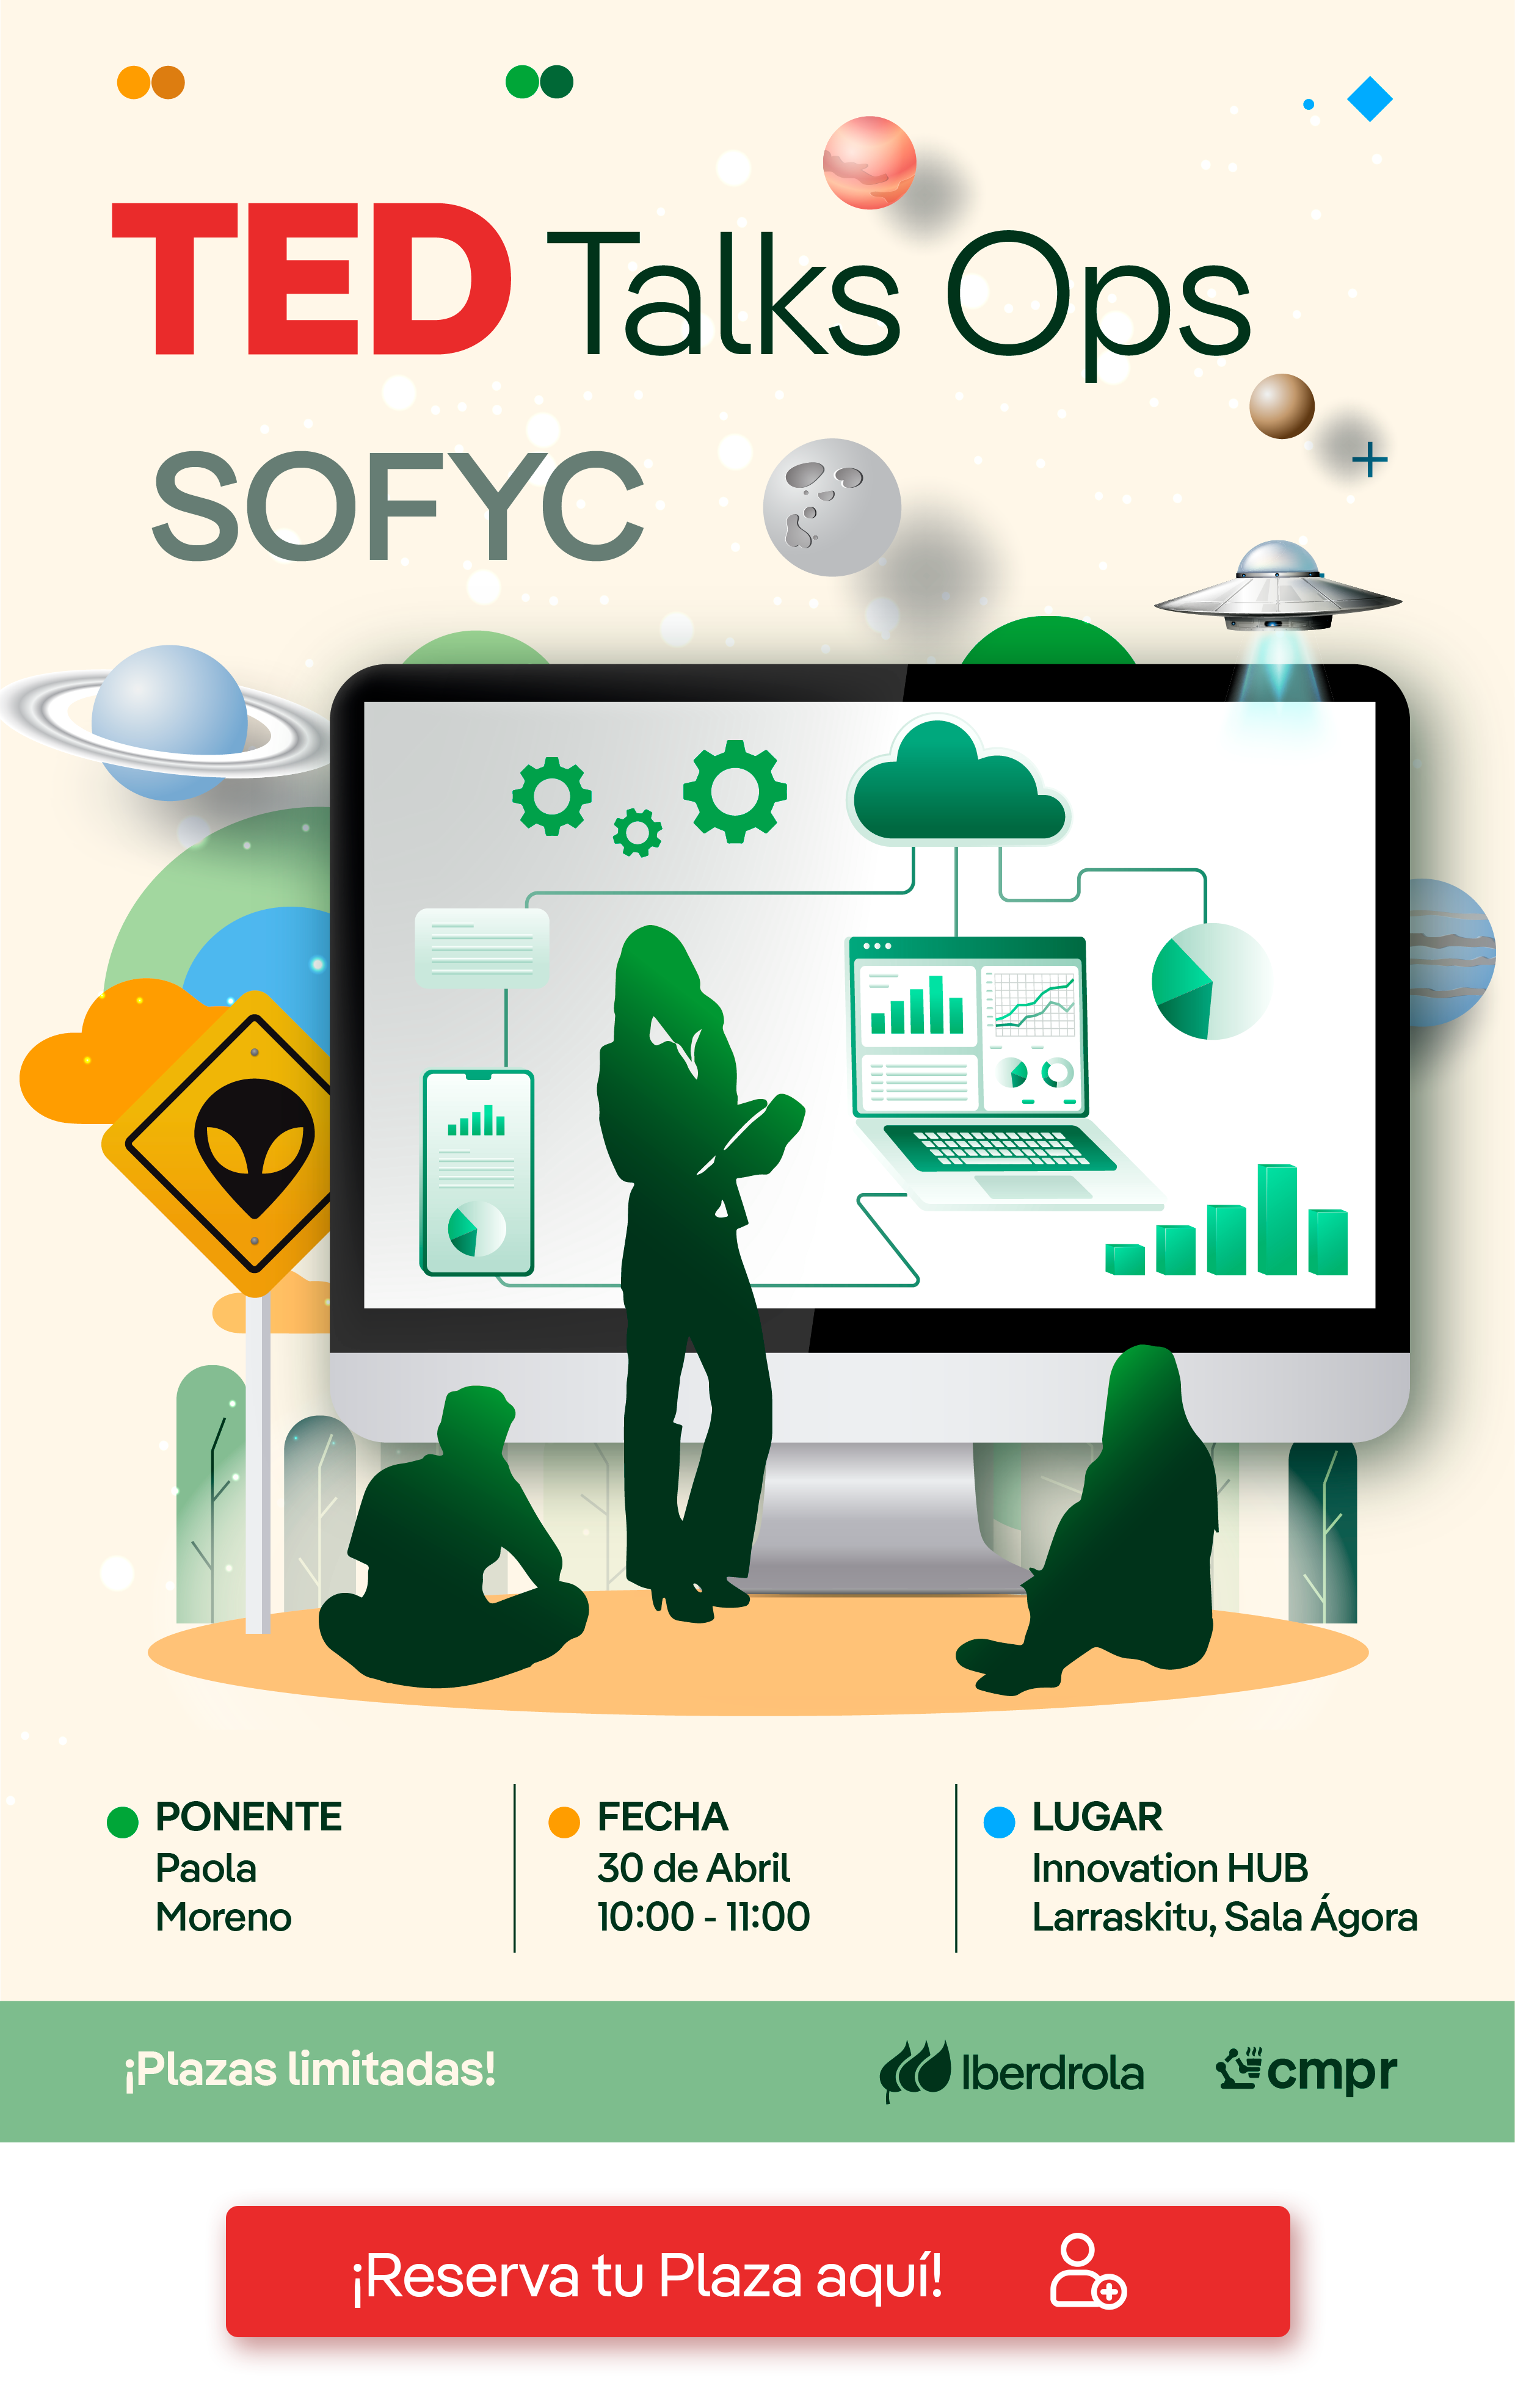 TED Talks Ops
SOFYC
PONENTE
Paola
Moreno
FECHA
30 de Abril
10:00 - 11:00
LUGAR
Innovation HUB
Larraskitu, Sala Ágora
¡Plazas limitadas!
Iberdrola
cmpr
¡Reserva tu Plaza aquí!